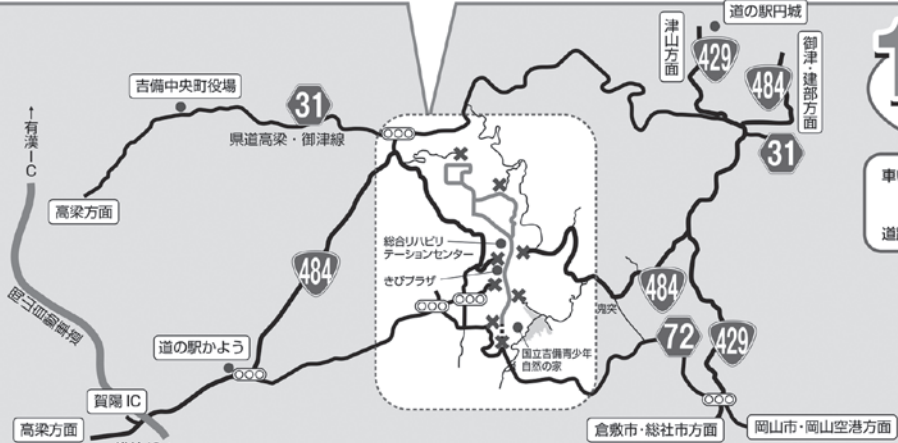 道の駅円城
津山方面
429
484
御津・建部方面
吉備中央町役場
31
県道高梁・御津線
31
←有漢IC
高梁方面
総合リハビリ
テーションセンター
きびプラザ
484
484
岡山自動車道
72
429
道の駅かよう
国立吉備青少年
自然の家
賀陽IC
高梁方面
倉敷市・総社市方面
岡山市・岡山空港方面